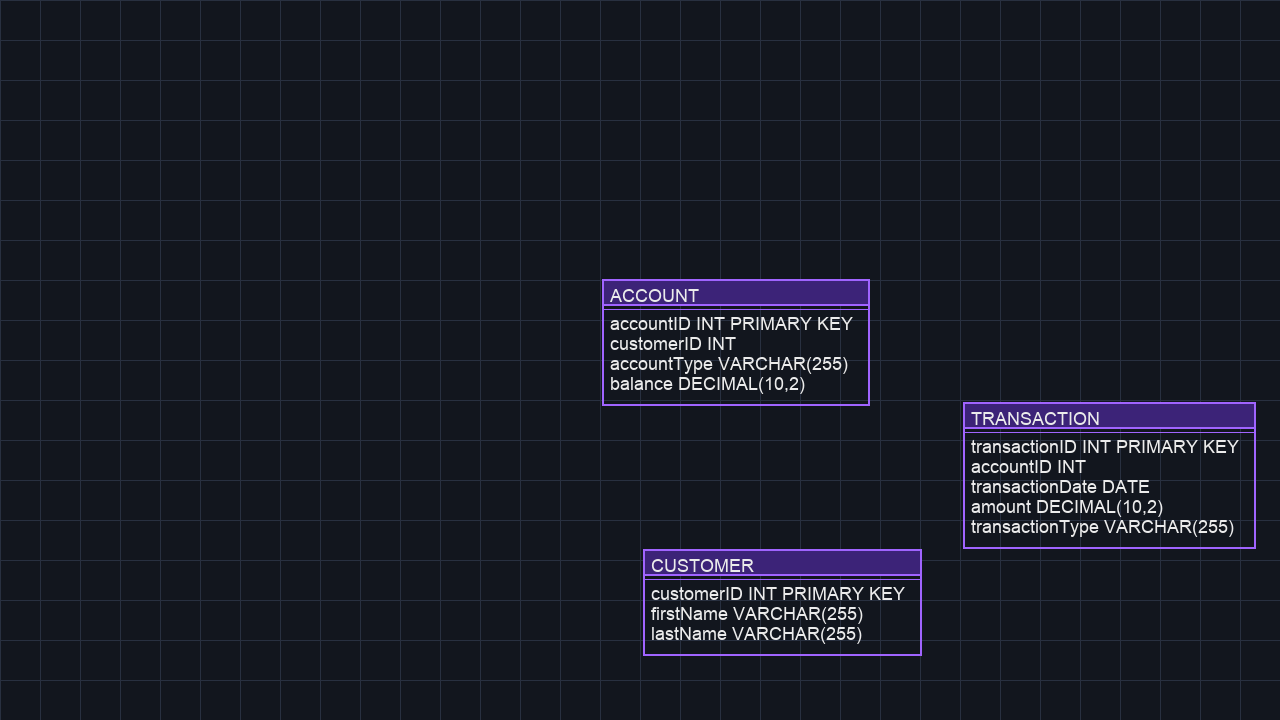 ACCOUNT
accountID INT PRIMARY KEY
customerID INT
accountType VARCHAR(255)
balance DECIMAL(10,2)
TRANSACTION
transactionID INT PRIMARY KEY
accountID INT
transactionDate DATE
amount DECIMAL(10,2)
transactionType VARCHAR(255)
CUSTOMER
customerID INT PRIMARY KEY
firstName VARCHAR(255)
lastName VARCHAR(255)